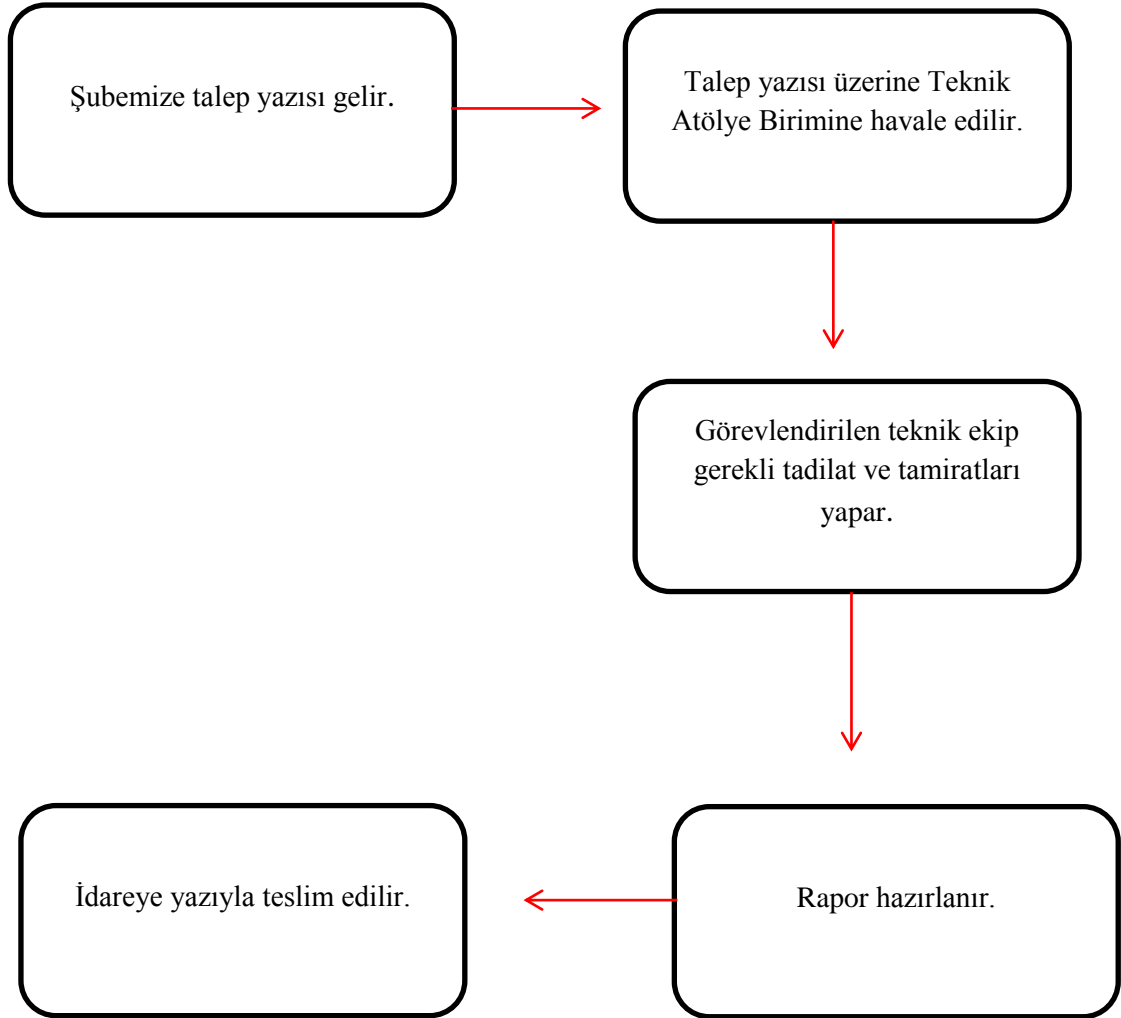 Şubemize talep yazısı gelir.
Talep yazısı üzerine Teknik
Atölye Birimine havale edilir.
Görevlendirilen teknik ekip
gerekli tadilat ve tamiratları
yapar.
Rapor hazırlanır.
İdareye yazıyla teslim edilir.